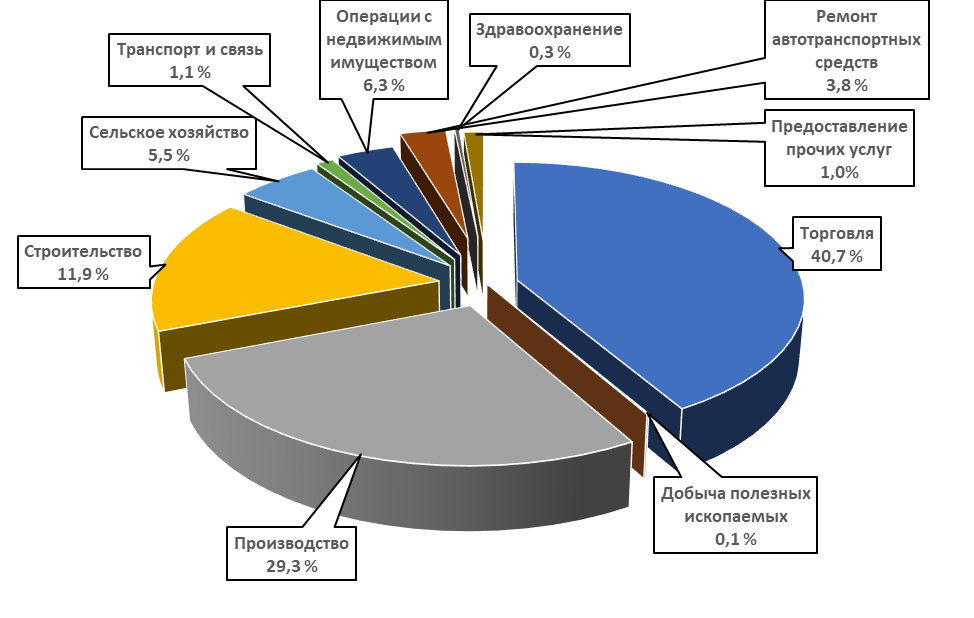 Операции с
недвижимым
имуществом
6,3 %
Здравоохранение
0,3 %
Ремонт
автотранспортных
средств
3,8 %
Транспорт и связь
1,1 %
Сельское хозяйство
5,5 %
Предоставление
прочих услуг
1,0%
Торговля
40,7 %
Строительство
11,9 %
Добыча полезных
ископаемых
0,1 %
Производство
29,3 %